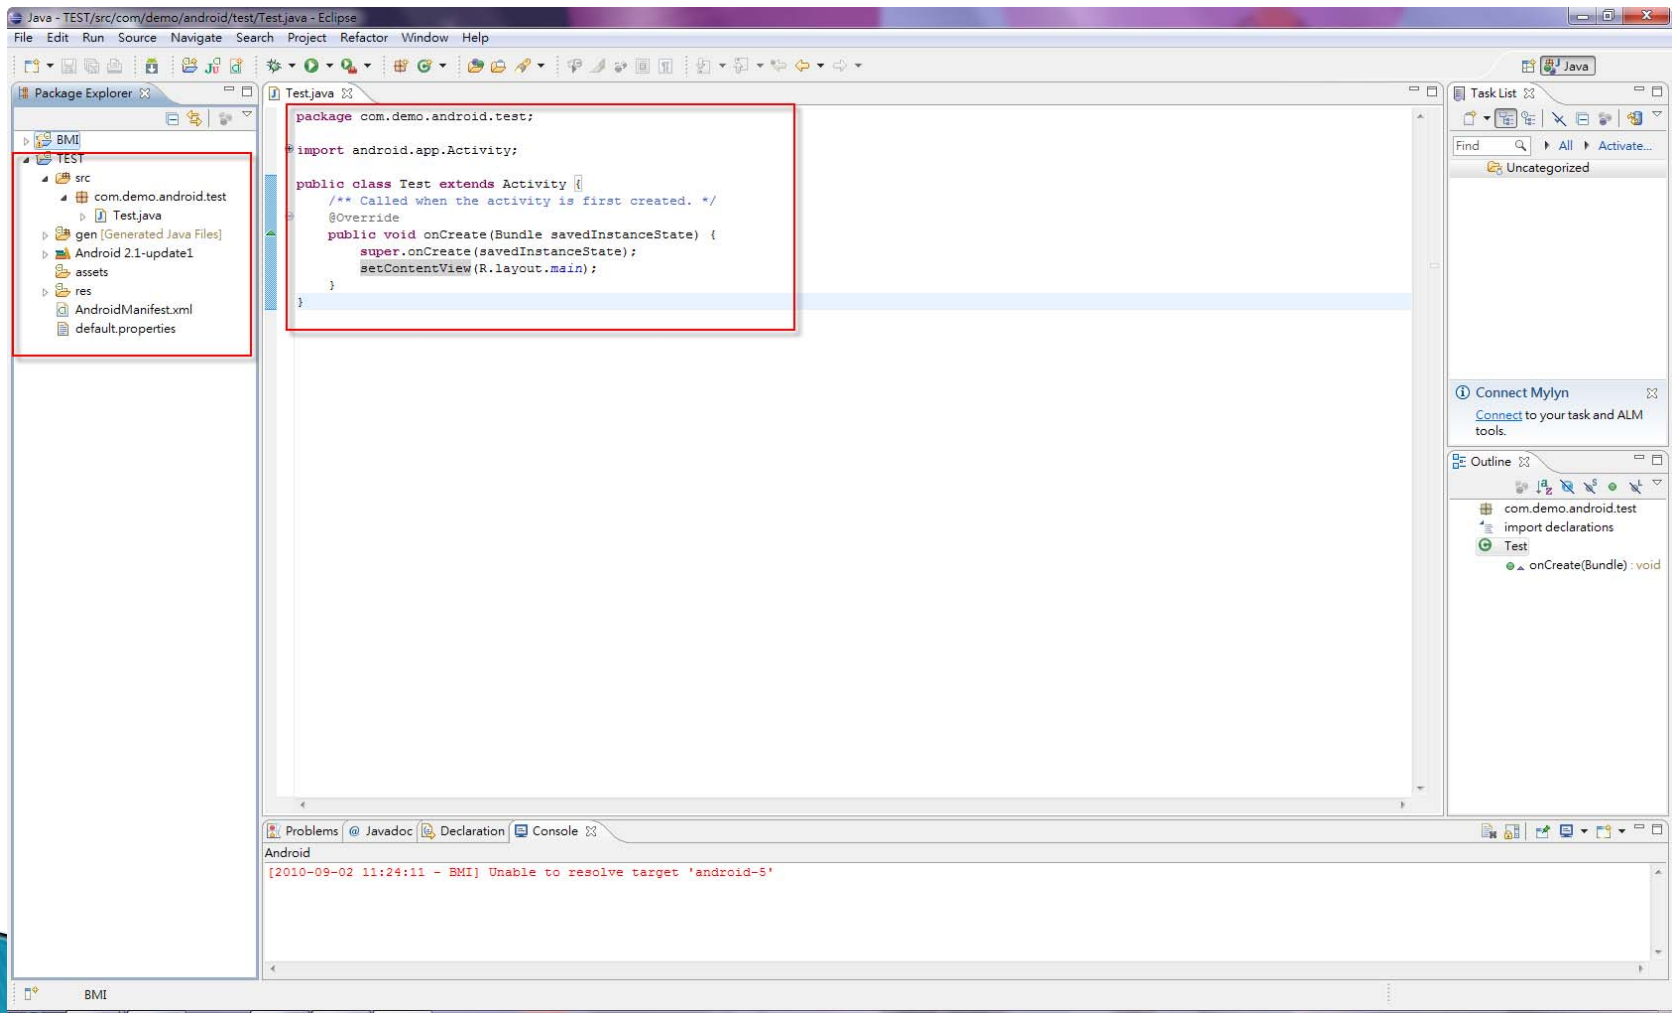 Java - TEST/src/com/demo/android/test/Test.java - Eclipse
File Edit Run Source Navigate Search Project Refactor Window Help
Java
Package Explorer
BMI
TEST
src
com.demo.android.test
Test.java
gen [Generated Java Files]
Android 2.1-update1
assets
res
AndroidManifest.xml
default.properties
Test.java
package com.demo.android.test;
import android.app.Activity;
public class Test extends Activity {
/** Called when the activity is first created. */
@Override
public void onCreate(Bundle savedInstanceState) {
super.onCreate(savedInstanceState);
setContentView(R.layout.main);
}
}
Task List
Find All Activate...
Uncategorized
Connect Mylyn
Connect to your task and ALM
tools.
Outline
com.demo.android.test
import declarations
Test
onCreate(Bundle) : void
Problems @ Javadoc Declaration Console
Android
[2010-09-02 11:24:11 - BMI] Unable to resolve target 'android-5'
BMI